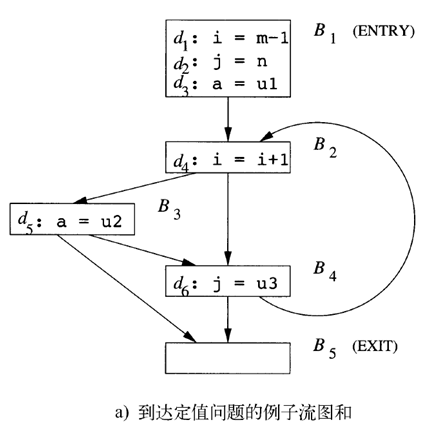 d₁: i = m-1
d₂: j = n
d₃: a = u1
B₁ (ENTRY)
d₄: i = i+1
B₂
d₅: a = u2
B₃
d₆: j = u3
B₄
B₅ (EXIT)
a) 到达定值问题的例子流图和